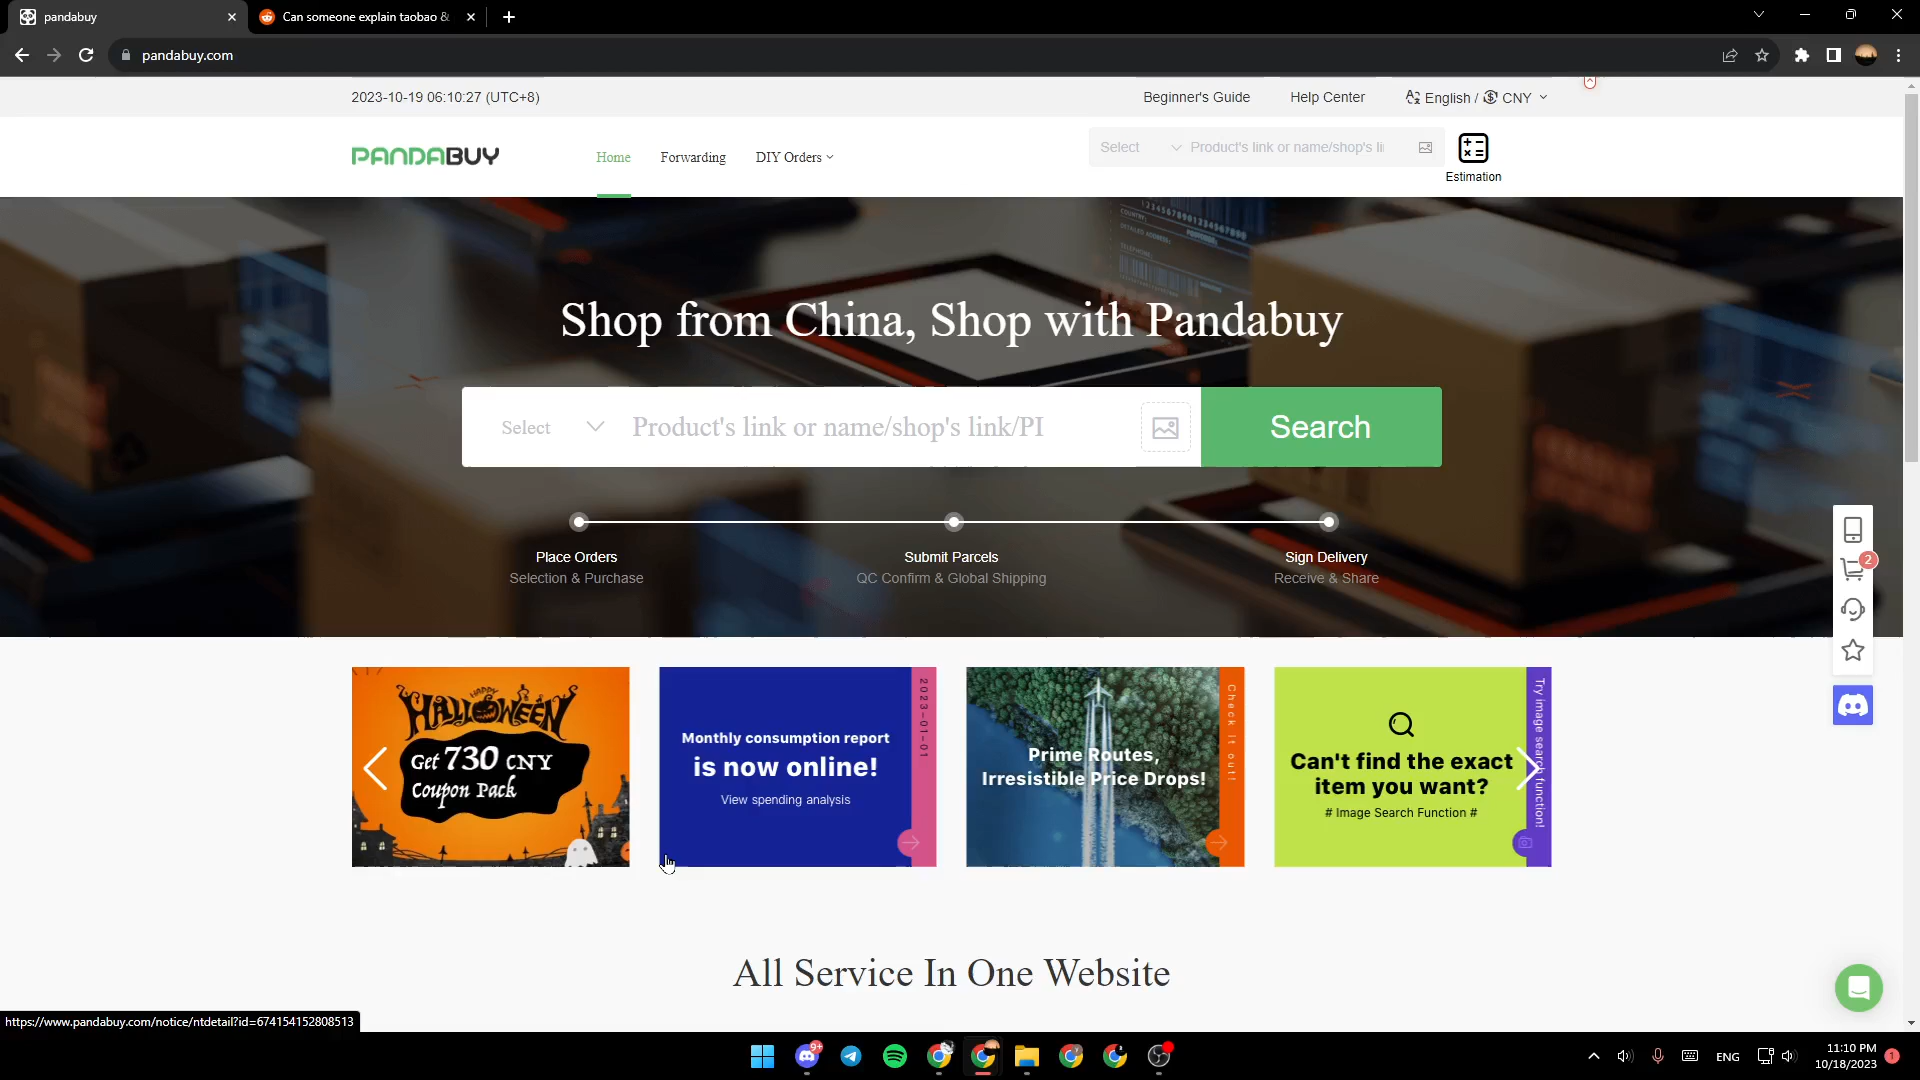 pandabuy
Can someone explain taobao &
pandabuy.com
2023-10-19 06:10:27 (UTC+8)
Beginner's Guide
Help Center
English / CNY
PANDABUY
Home
Forwarding
DIY Orders
Select
Product's link or name/shop's li
Estimation
Shop from China, Shop with Pandabuy
Select
Product's link or name/shop's link/PI
Search
Place Orders
Selection & Purchase
Submit Parcels
QC Confirm & Global Shipping
Sign Delivery
Receive & Share
2
HAPPY
HALLOWEEN
Get 730 CNY
Coupon Pack
Monthly consumption report
is now online!
View spending analysis
2023-01-01
Prime Routes,
Irresistible Price Drops!
Check it out!
Can't find the exact
item you want?
# Image Search Function #
Try image search function!
All Service In One Website
https://www.pandabuy.com/notice/ntdetail?id=674154152808513
9+
ENG
11:10 PM
10/18/2023
1